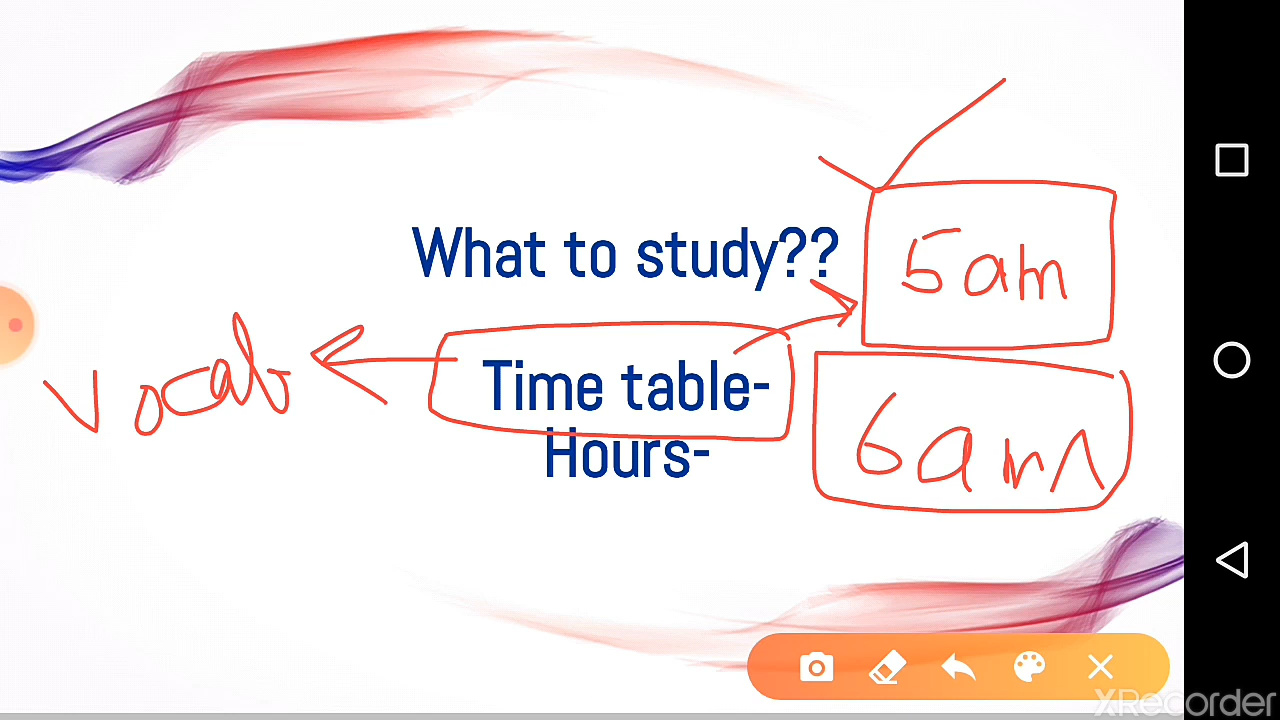 What to study??
5am
vocab
Time table-
6am
Hours-
XRecorder